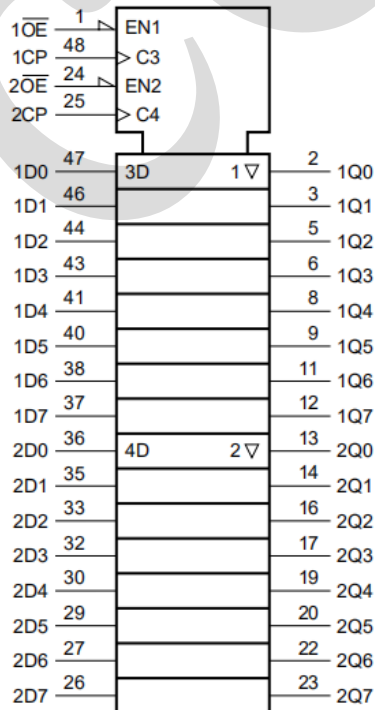 1O̅E̅ 1 EN1
1CP 48 C3
2O̅E̅ 24 EN2
2CP 25 C4
1D0 47 3D 1 ▽ 2 1Q0
1D1 46 3 1Q1
1D2 44 5 1Q2
1D3 43 6 1Q3
1D4 41 8 1Q4
1D5 40 9 1Q5
1D6 38 11 1Q6
1D7 37 12 1Q7
2D0 36 4D 2 ▽ 13 2Q0
2D1 35 14 2Q1
2D2 33 16 2Q2
2D3 32 17 2Q3
2D4 30 19 2Q4
2D5 29 20 2Q5
2D6 27 22 2Q6
2D7 26 23 2Q7